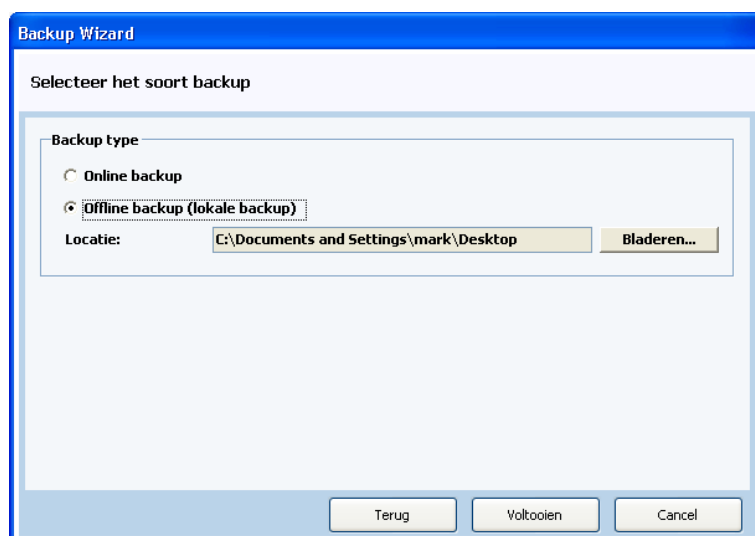 Backup Wizard
Selecteer het soort backup
Backup type
Online backup
Offline backup (lokale backup)
Locatie: C:\Documents and Settings\mark\Desktop Bladeren...
Terug Voltooien Cancel